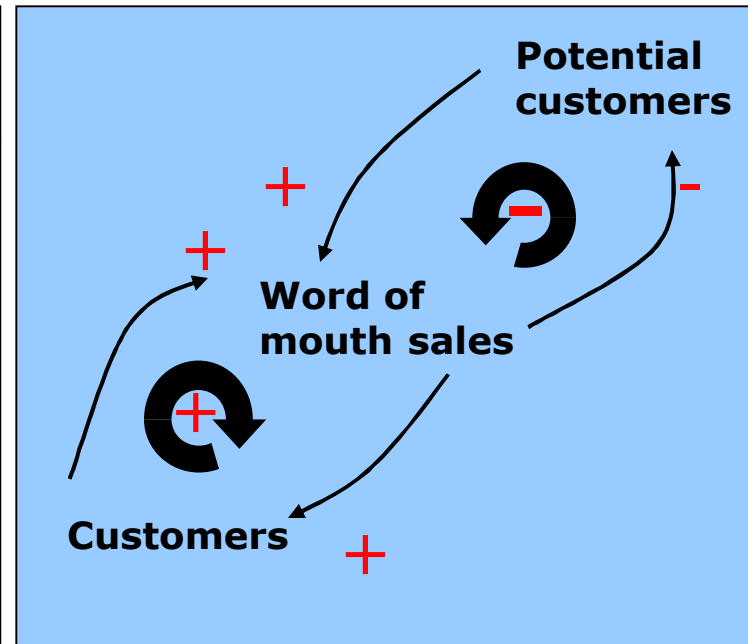 Potential
customers
+
-
-
+
Word of
mouth sales
+
Customers
+